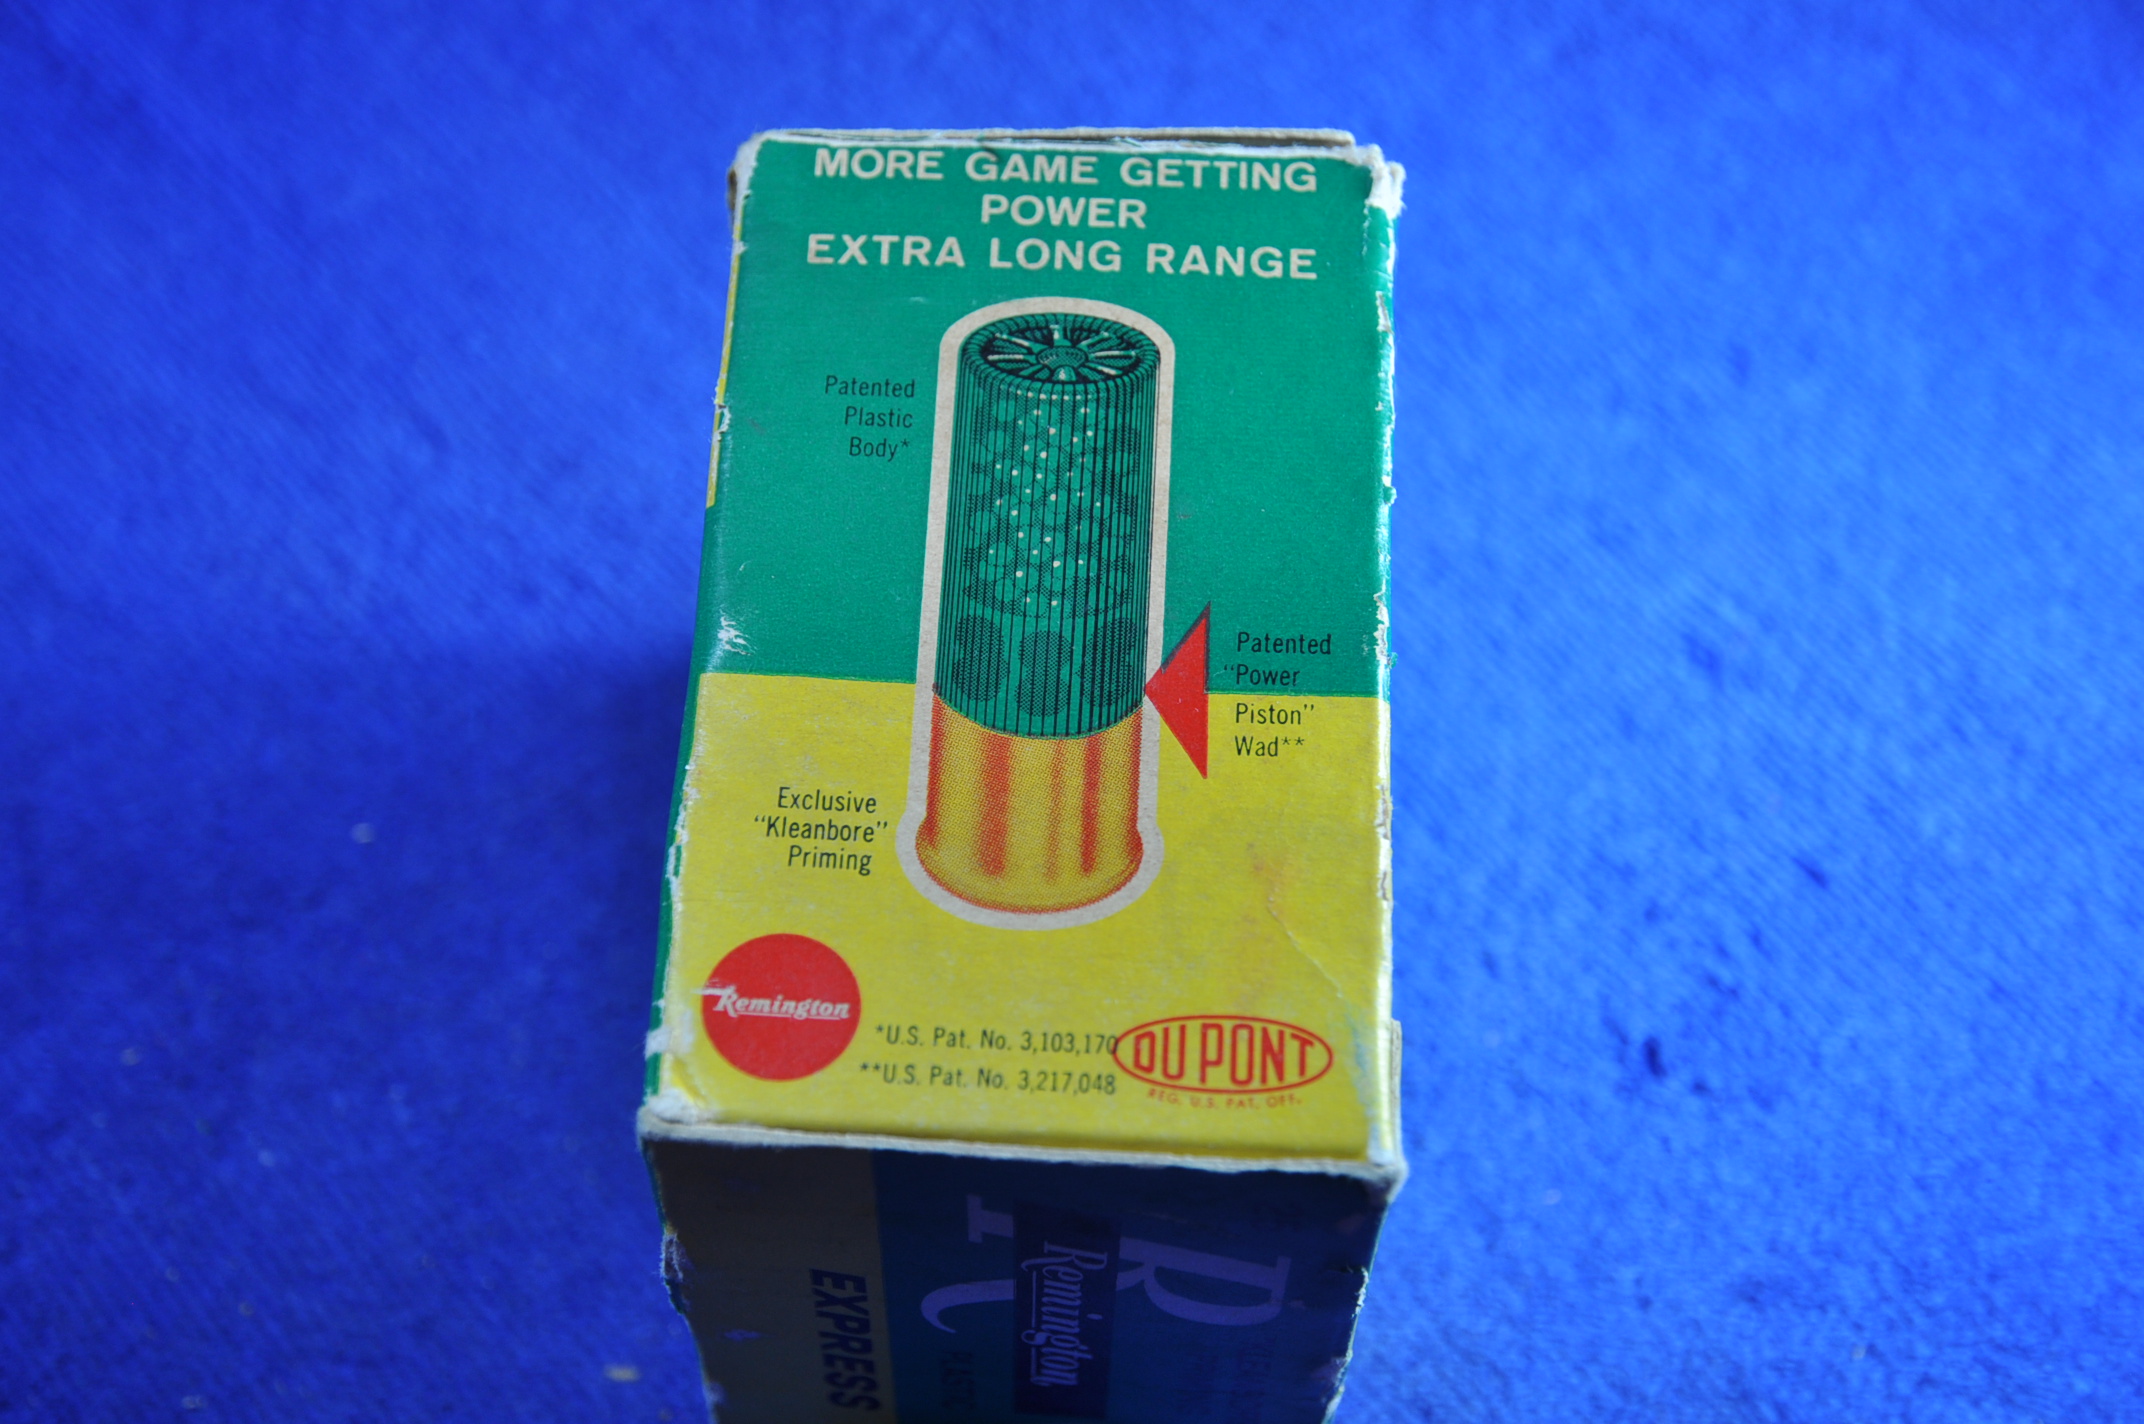 MORE GAME GETTING
POWER
EXTRA LONG RANGE
Patented
Plastic
Body*
Patented
"Power
Piston"
Wad**
Exclusive
"Kleanbore"
Priming
Remington
*U.S. Pat. No. 3,103,170
**U.S. Pat. No. 3,217,048
DU PONT
REG. U.S. PAT. OFF.
R
Remington
PLASTIC
EXPRESS